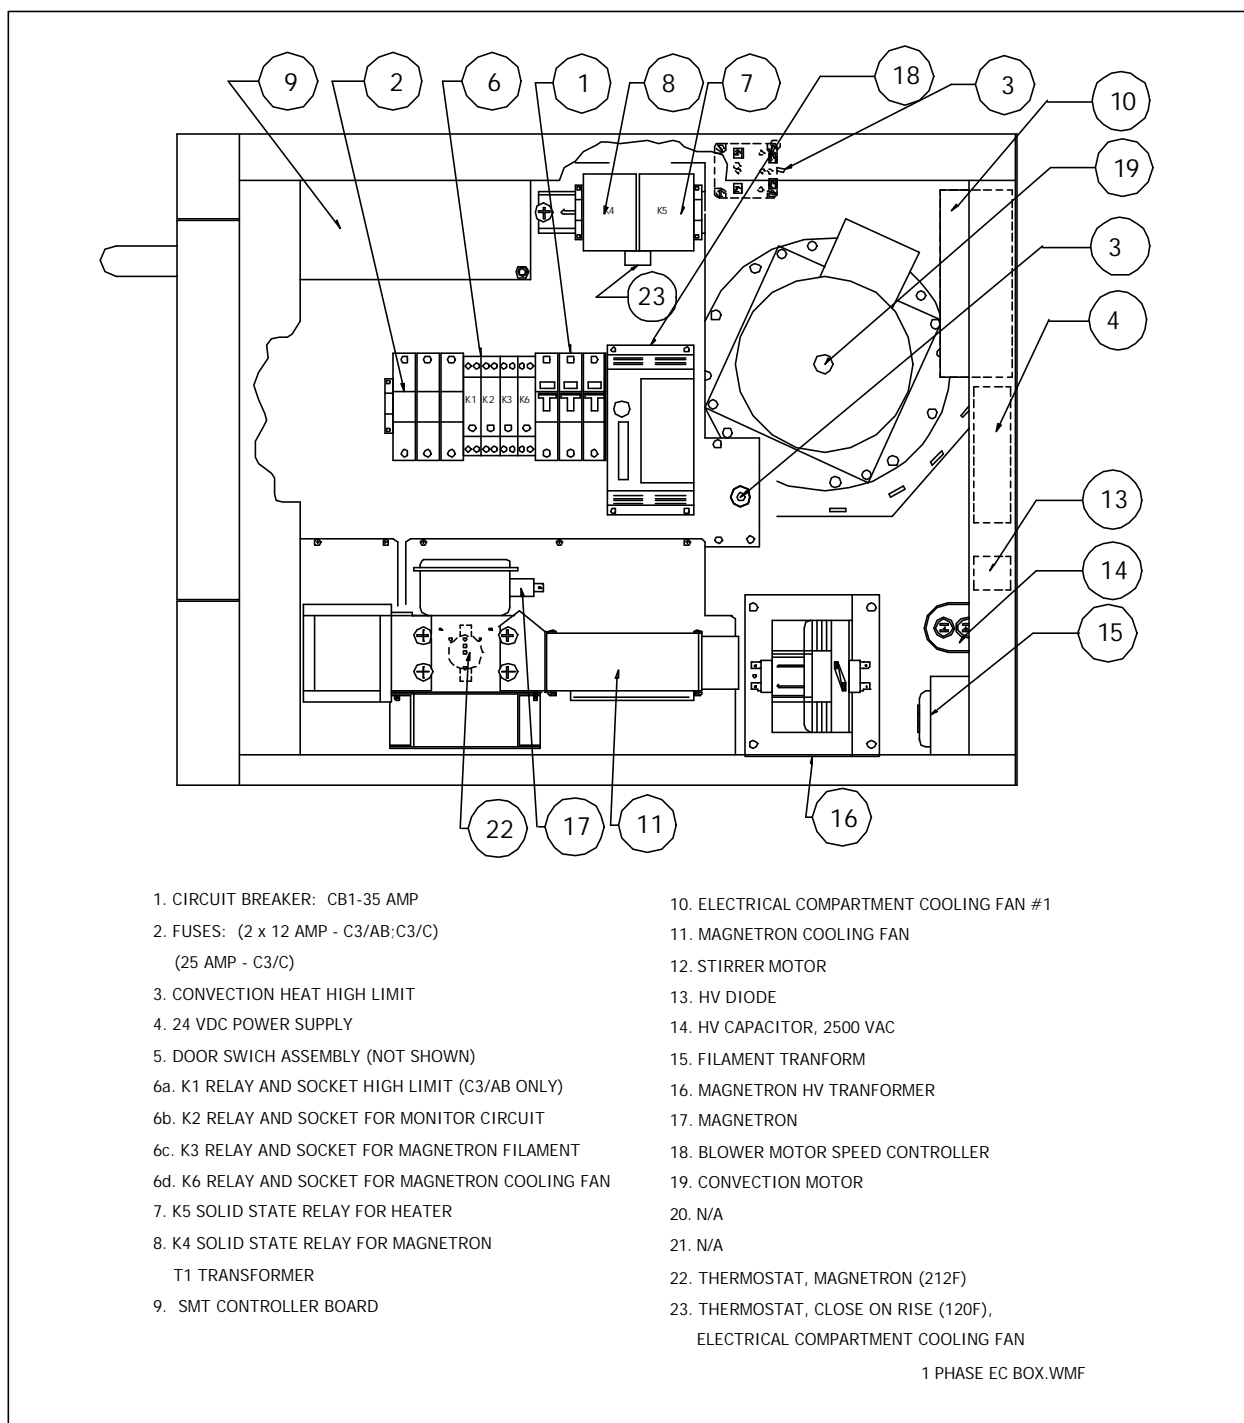 9
2
6
1
8
7
18
3
10
19
3
23
4
13
14
15
K4
K5
K1
K2
K3
K6
22
17
11
16
1. CIRCUIT BREAKER: CB1-35 AMP
2. FUSES: (2 x 12 AMP - C3/AB;C3/C)
(25 AMP - C3/C)
3. CONVECTION HEAT HIGH LIMIT
4. 24 VDC POWER SUPPLY
5. DOOR SWICH ASSEMBLY (NOT SHOWN)
6a. K1 RELAY AND SOCKET HIGH LIMIT (C3/AB ONLY)
6b. K2 RELAY AND SOCKET FOR MONITOR CIRCUIT
6c. K3 RELAY AND SOCKET FOR MAGNETRON FILAMENT
6d. K6 RELAY AND SOCKET FOR MAGNETRON COOLING FAN
7. K5 SOLID STATE RELAY FOR HEATER
8. K4 SOLID STATE RELAY FOR MAGNETRON
T1 TRANSFORMER
9. SMT CONTROLLER BOARD
10. ELECTRICAL COMPARTMENT COOLING FAN #1
11. MAGNETRON COOLING FAN
12. STIRRER MOTOR
13. HV DIODE
14. HV CAPACITOR, 2500 VAC
15. FILAMENT TRANFORM
16. MAGNETRON HV TRANFORMER
17. MAGNETRON
18. BLOWER MOTOR SPEED CONTROLLER
19. CONVECTION MOTOR
20. N/A
21. N/A
22. THERMOSTAT, MAGNETRON (212F)
23. THERMOSTAT, CLOSE ON RISE (120F),
ELECTRICAL COMPARTMENT COOLING FAN
1 PHASE EC BOX.WMF